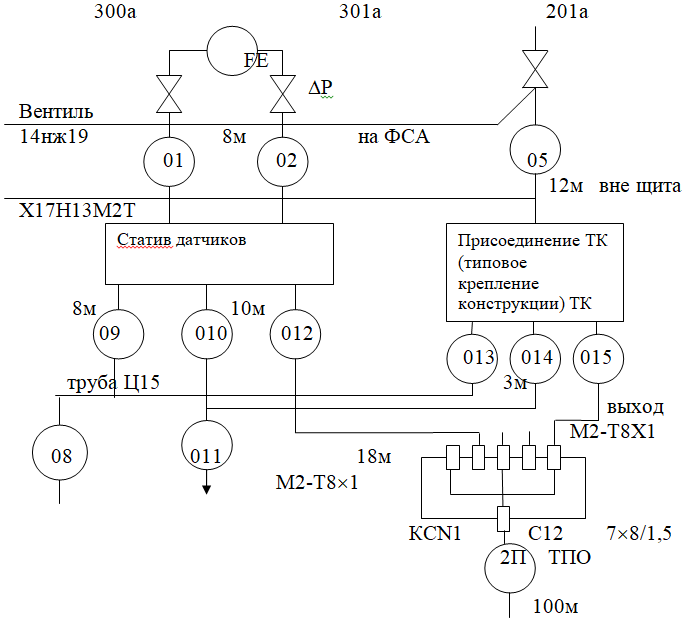 300а 301а 201а
FE
ΔР
Вентиль
14нж19 8м на ФСА
01 02 05
12м вне щита
Х17Н13М2Т
Статив датчиков
Присоединение ТК
(типовое
крепление
конструкции) ТК
8м 10м
09 010 012
013 014 015
труба Ц15 3м
выход
М2-Т8Х1
08 011 18м
М2-Т8×1
КСN1 С12 7×8/1,5
2П ТПО
100м